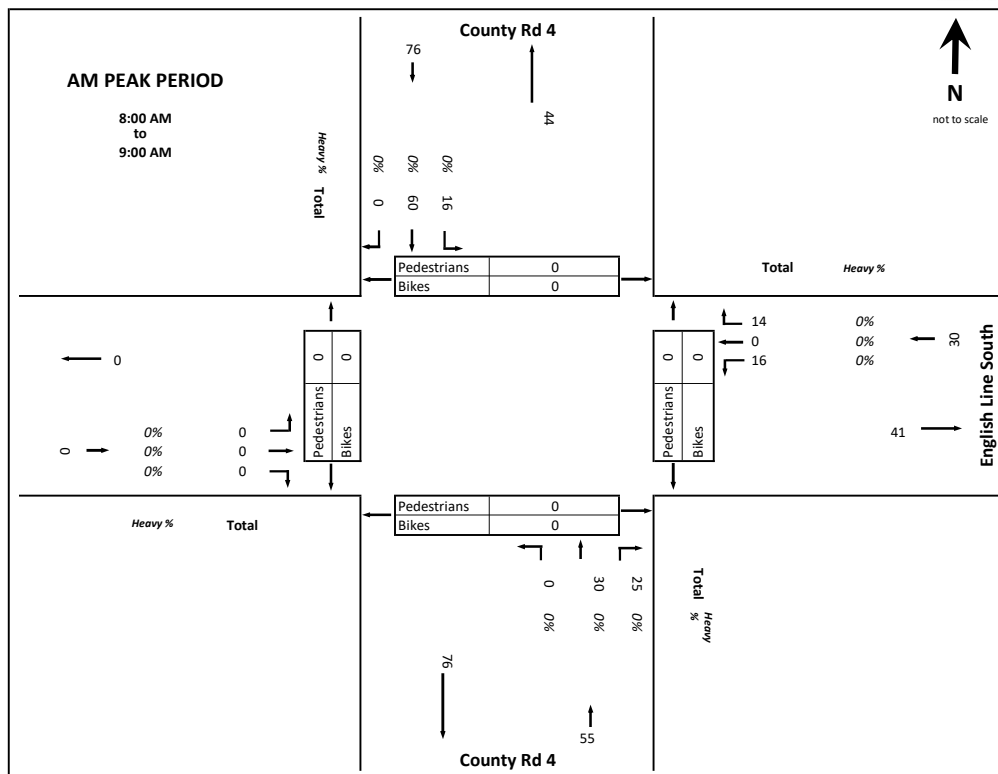 County Rd 4
76
44
AM PEAK PERIOD
8:00 AM
to
9:00 AM
N
not to scale
Heavy % 0% 0% 0%
Total 0 60 16
Pedestrians 0
Bikes 0
Total Heavy %
14 0%
0 0% 30
16 0%
41
English Line South
0
Pedestrians 0
Bikes 0
Pedestrians 0
Bikes 0
0% 0
0 0% 0
0% 0
Heavy % Total
Pedestrians 0
Bikes 0
0 30 25 Total
0% 0% 0% Heavy
%
76
55
County Rd 4